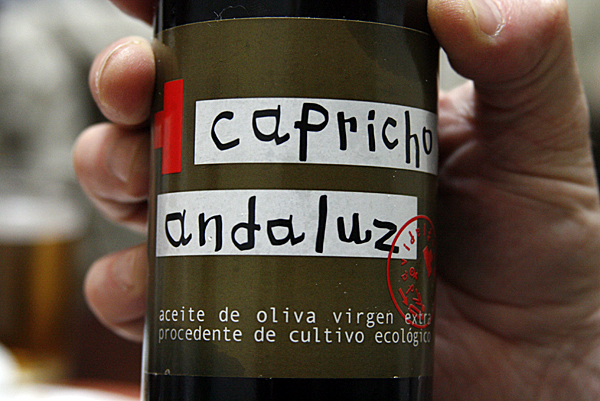 capricho
andaluz
aceite de oliva virgen extra
procedente de cultivo ecológico